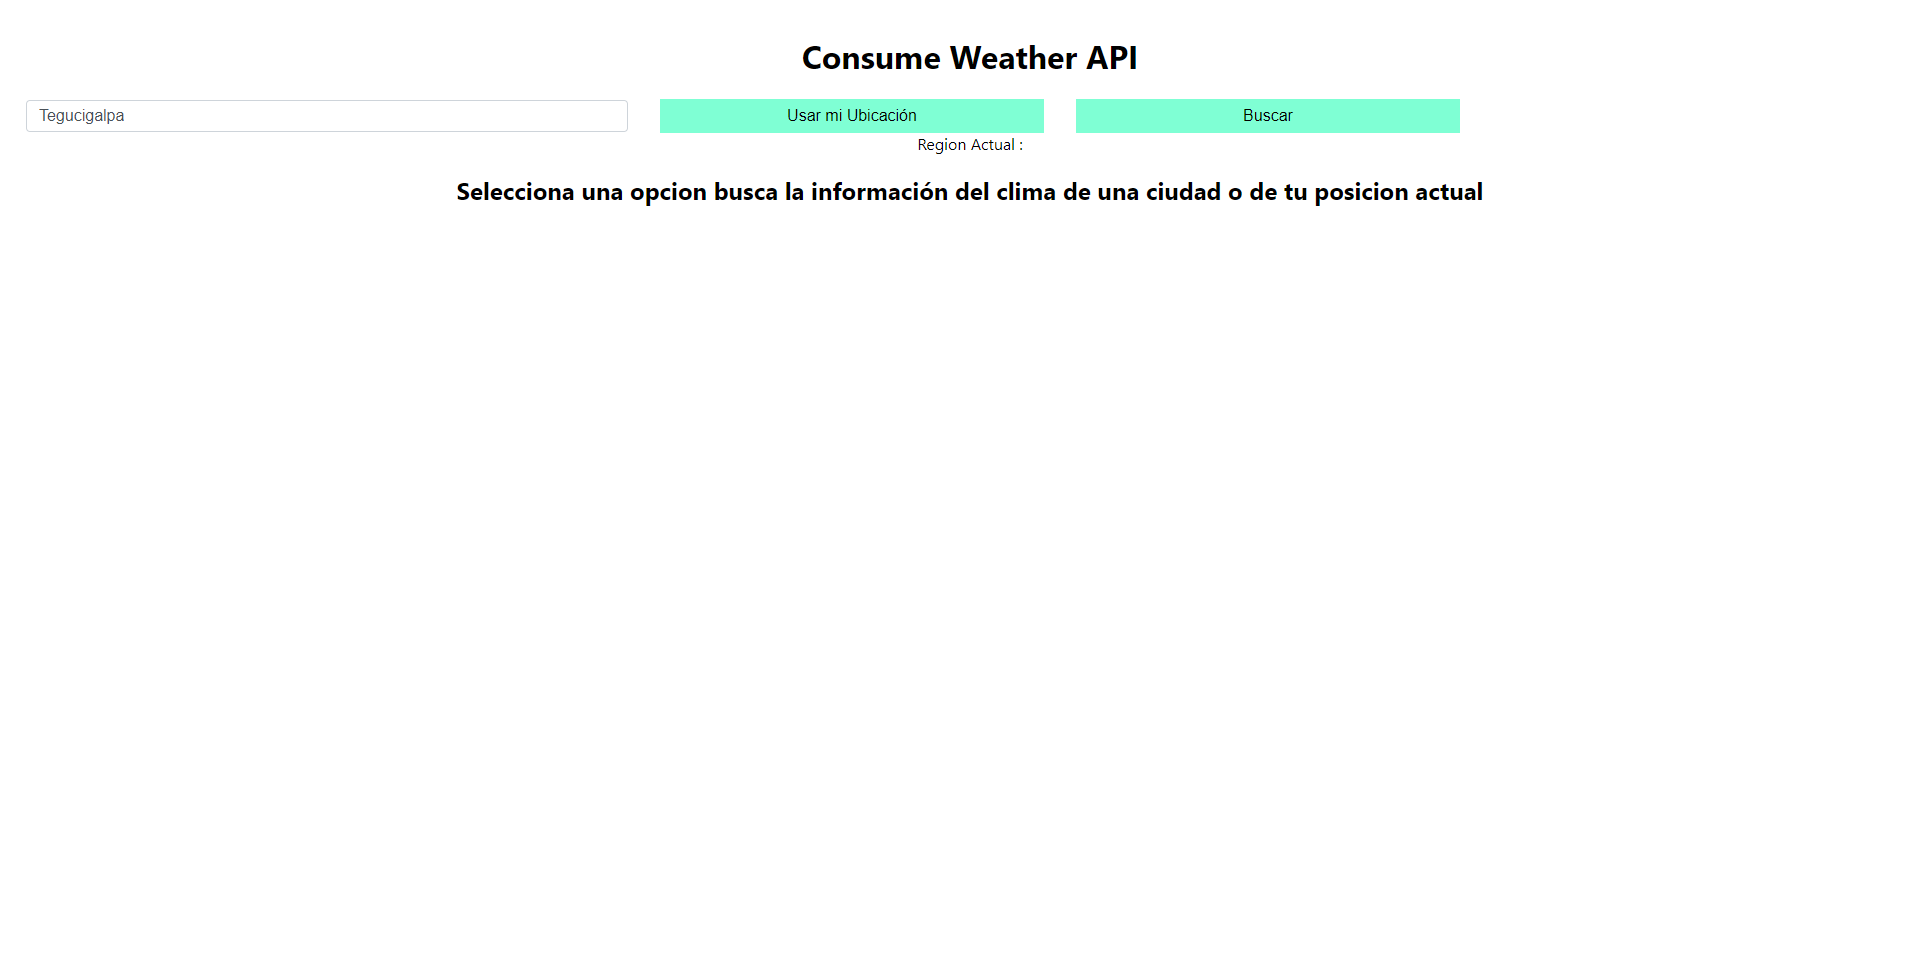 Consume Weather API
Tegucigalpa
Usar mi Ubicación
Buscar
Region Actual :
Selecciona una opcion busca la información del clima de una ciudad o de tu posicion actual